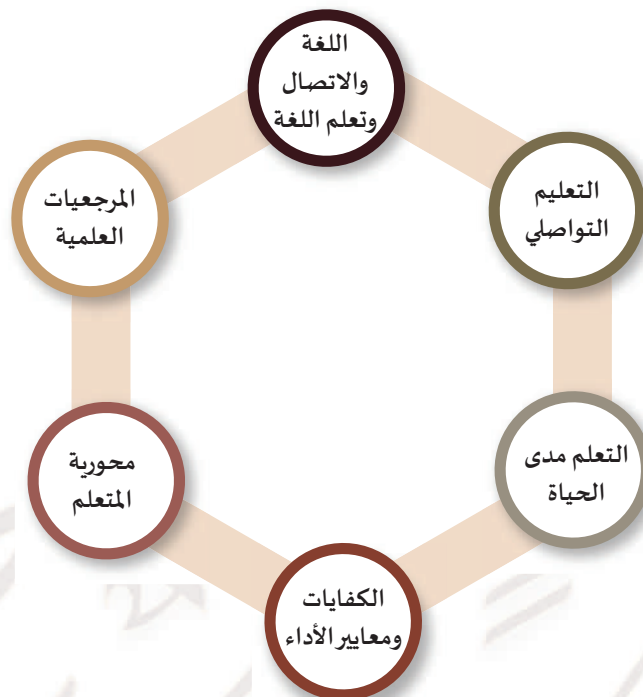 اللغة
والاتصال
وتعلم اللغة
التعليم
التواصلي
التعلم مدى
الحياة
الكفايات
ومعايير الأداء
محورية
المتعلم
المرجعيات
العلمية